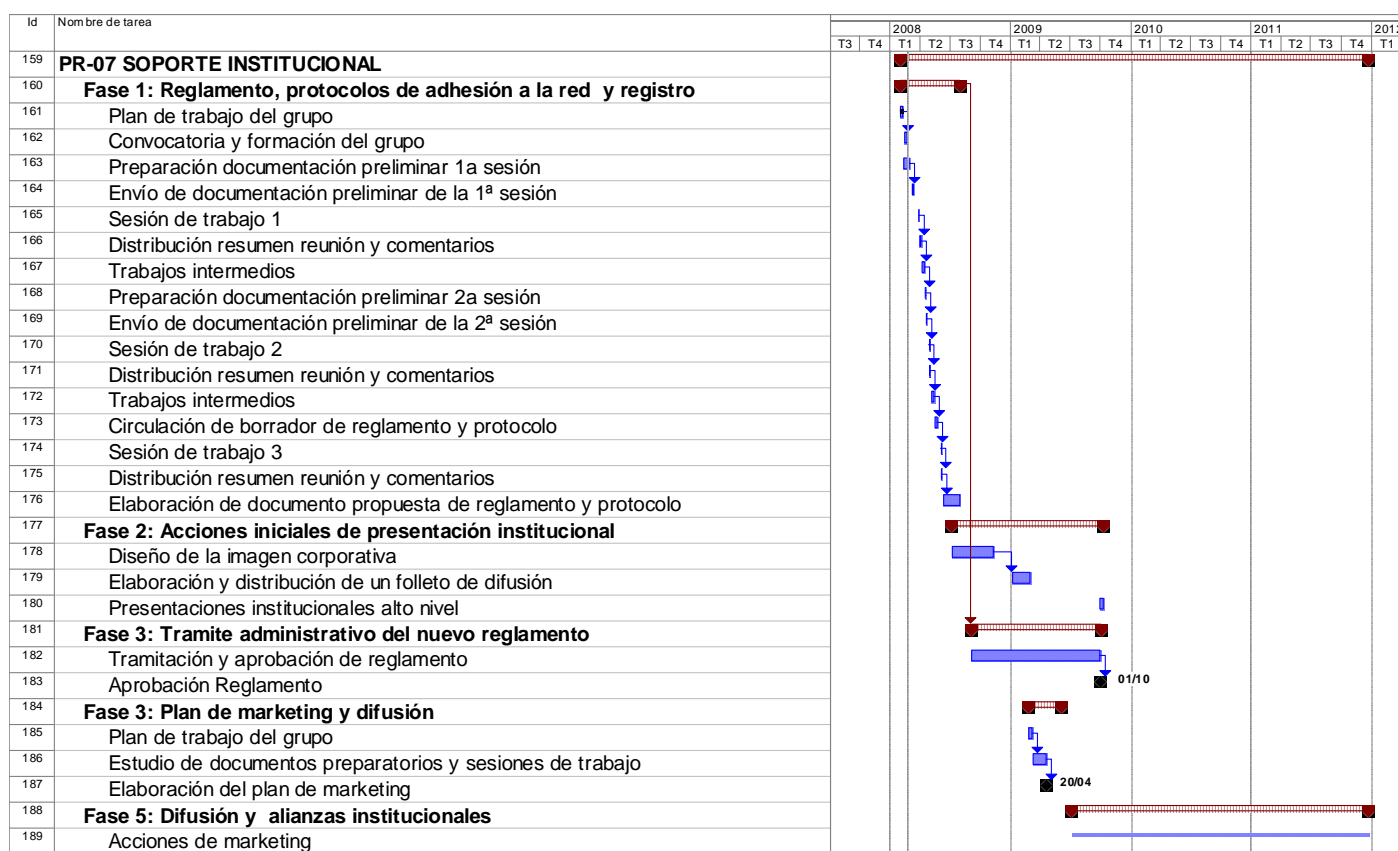 Id Nombre de tarea
2008 2009 2010 2011 2012
T3 T4 T1 T2 T3 T4 T1 T2 T3 T4 T1 T2 T3 T4 T1 T2 T3 T4 T1
159 PR-07 SOPORTE INSTITUCIONAL
160 Fase 1: Reglamento, protocolos de adhesión a la red y registro
161 Plan de trabajo del grupo
162 Convocatoria y formación del grupo
163 Preparación documentación preliminar 1a sesión
164 Envío de documentación preliminar de la 1ª sesión
165 Sesión de trabajo 1
166 Distribución resumen reunión y comentarios
167 Trabajos intermedios
168 Preparación documentación preliminar 2a sesión
169 Envío de documentación preliminar de la 2ª sesión
170 Sesión de trabajo 2
171 Distribución resumen reunión y comentarios
172 Trabajos intermedios
173 Circulación de borrador de reglamento y protocolo
174 Sesión de trabajo 3
175 Distribución resumen reunión y comentarios
176 Elaboración de documento propuesta de reglamento y protocolo
177 Fase 2: Acciones iniciales de presentación institucional
178 Diseño de la imagen corporativa
179 Elaboración y distribución de un folleto de difusión
180 Presentaciones institucionales alto nivel
181 Fase 3: Tramite administrativo del nuevo reglamento
182 Tramitación y aprobación de reglamento
183 Aprobación Reglamento 01/10
184 Fase 3: Plan de marketing y difusión
185 Plan de trabajo del grupo
186 Estudio de documentos preparatorios y sesiones de trabajo
187 Elaboración del plan de marketing 20/04
188 Fase 5: Difusión y alianzas institucionales
189 Acciones de marketing